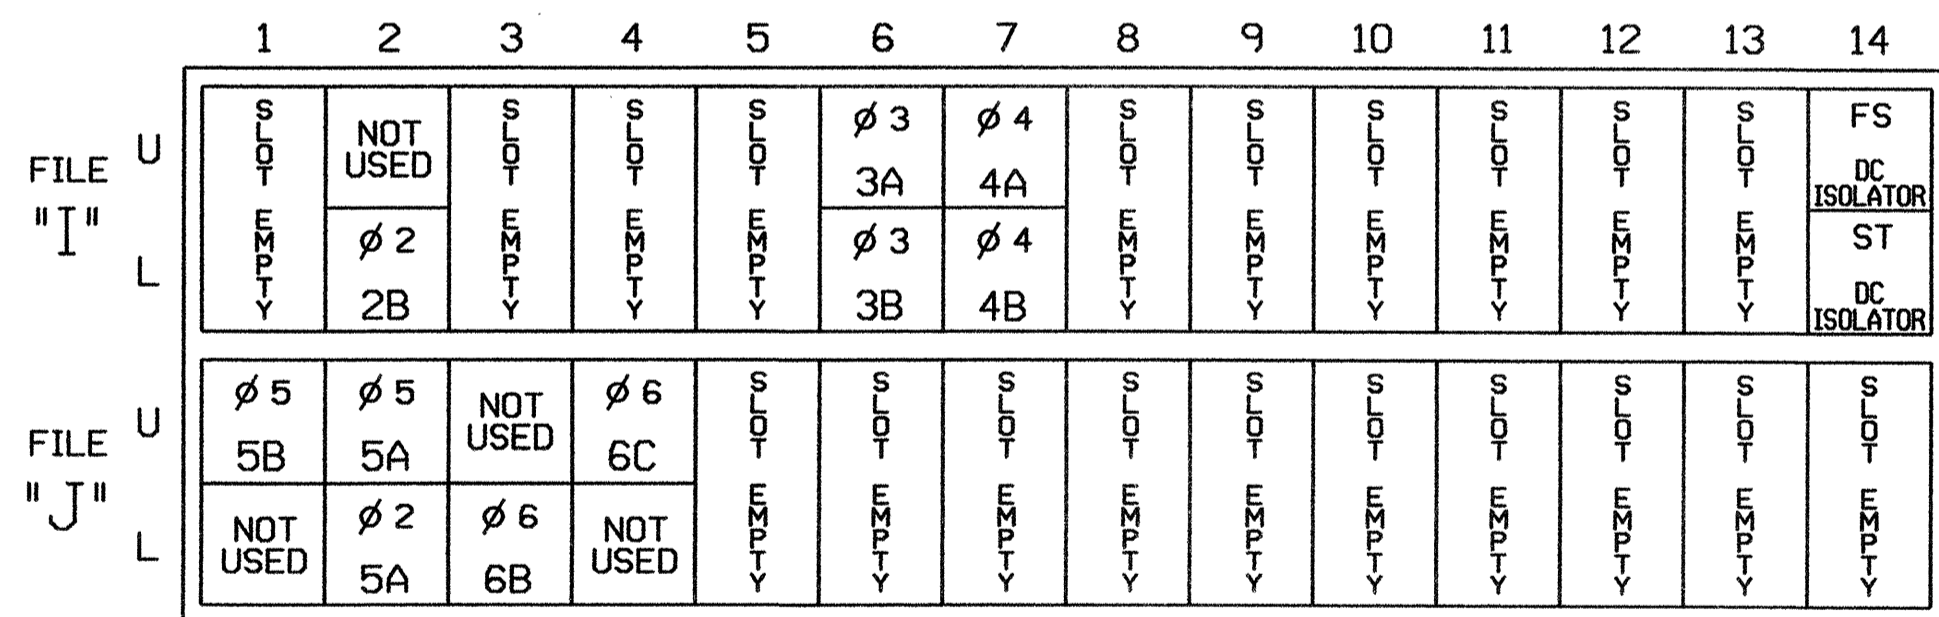 1 2 3 4 5 6 7 8 9 10 11 12 13 14
FILE "I"
U
L
SLOT EMPTY
NOT USED
ø 2
2B
SLOT EMPTY
SLOT EMPTY
SLOT EMPTY
ø 3
3A
ø 3
3B
ø 4
4A
ø 4
4B
SLOT EMPTY
SLOT EMPTY
SLOT EMPTY
SLOT EMPTY
SLOT EMPTY
SLOT EMPTY
FS
DC
ISOLATOR
ST
DC
ISOLATOR
FILE "J"
U
L
ø 5
5B
NOT USED
ø 5
5A
ø 2
5A
NOT USED
ø 6
6B
ø 6
6C
NOT USED
SLOT EMPTY
SLOT EMPTY
SLOT EMPTY
SLOT EMPTY
SLOT EMPTY
SLOT EMPTY
SLOT EMPTY
SLOT EMPTY
SLOT EMPTY
SLOT EMPTY